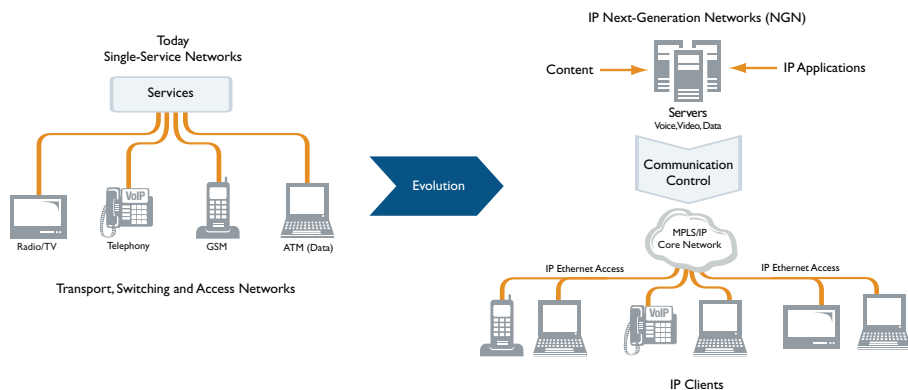 Today
Single-Service Networks
Services
VoIP
Radio/TV
Telephony
GSM
ATM (Data)
Transport, Switching and Access Networks
Evolution
IP Next-Generation Networks (NGN)
Content
IP Applications
Servers
Voice,Video, Data
Communication
Control
MPLS/IP
Core Network
IP Ethernet Access
IP Ethernet Access
VoIP
IP Clients